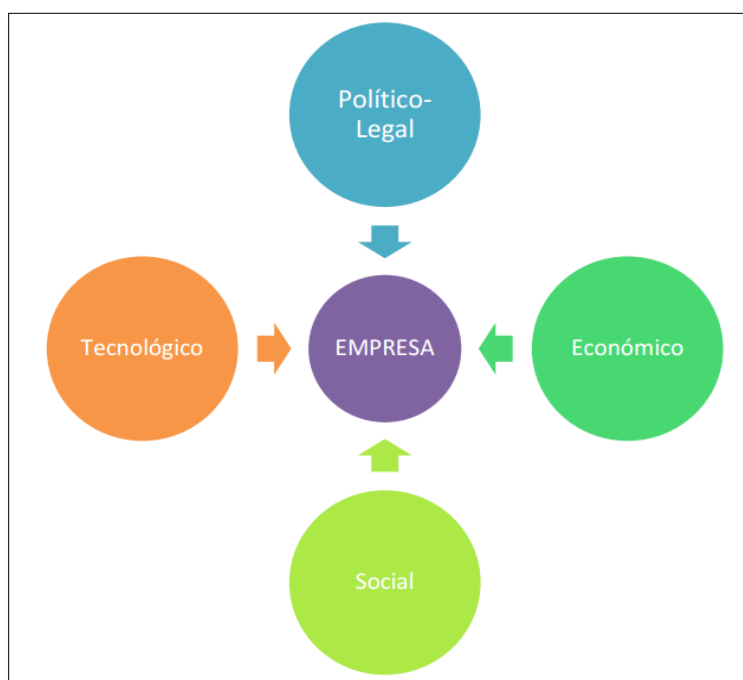 Político-
Legal
Tecnológico
EMPRESA
Económico
Social